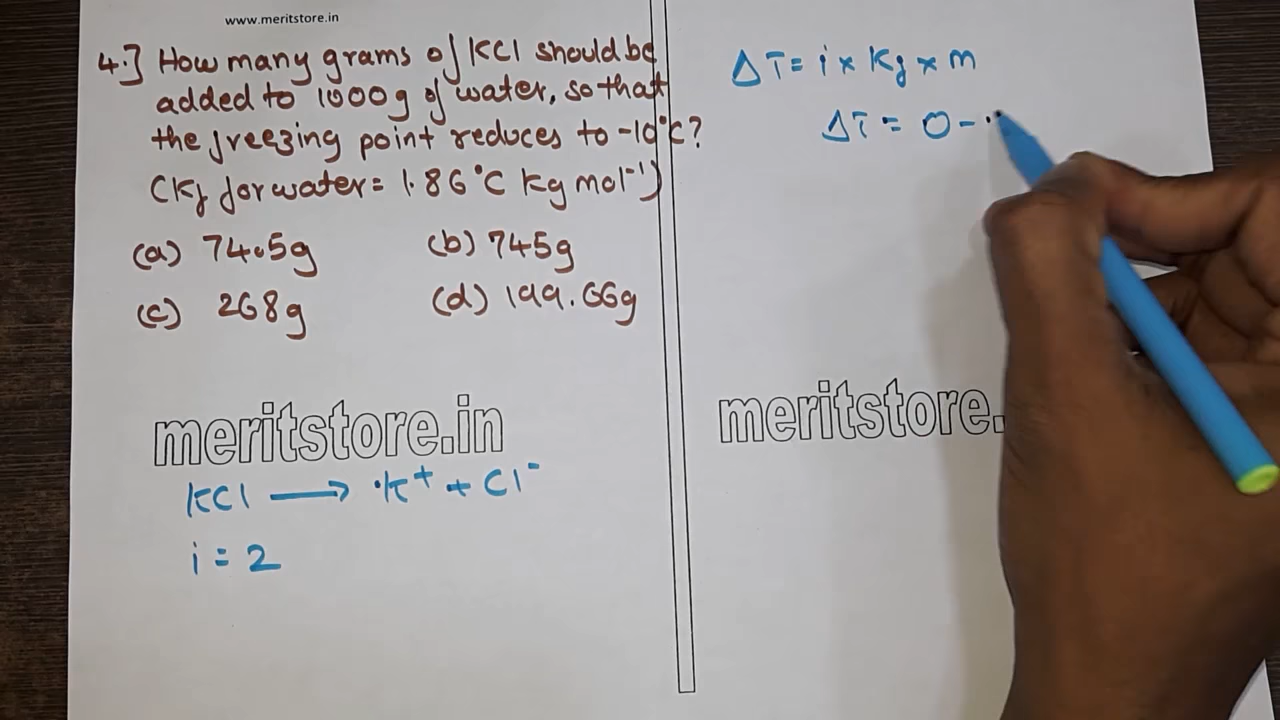 www.meritstore.in
4.] How many grams of KCl should be
added to 1000g of water, so that
the freezing point reduces to -10°C?
(Kf for water = 1.86°C Kg mol⁻¹)
(a) 74.5g (b) 745g
(c) 268g (d) 199.66g
meritstore.in
KCl → K⁺ + Cl⁻
i = 2
ΔT = i × Kf × m
ΔT = 0 -
meritstore.